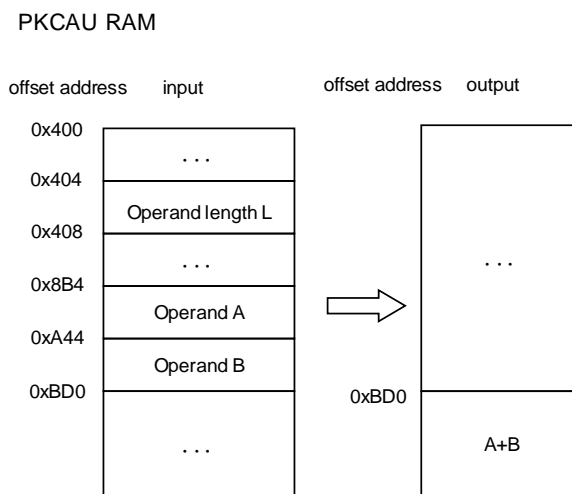 PKCAU RAM
offset address input offset address output
0x400
. . .
0x404
Operand length L
0x408
. . .
0x8B4
Operand A
0xA44
Operand B
0xBD0
. . .
. . .
0xBD0
A+B